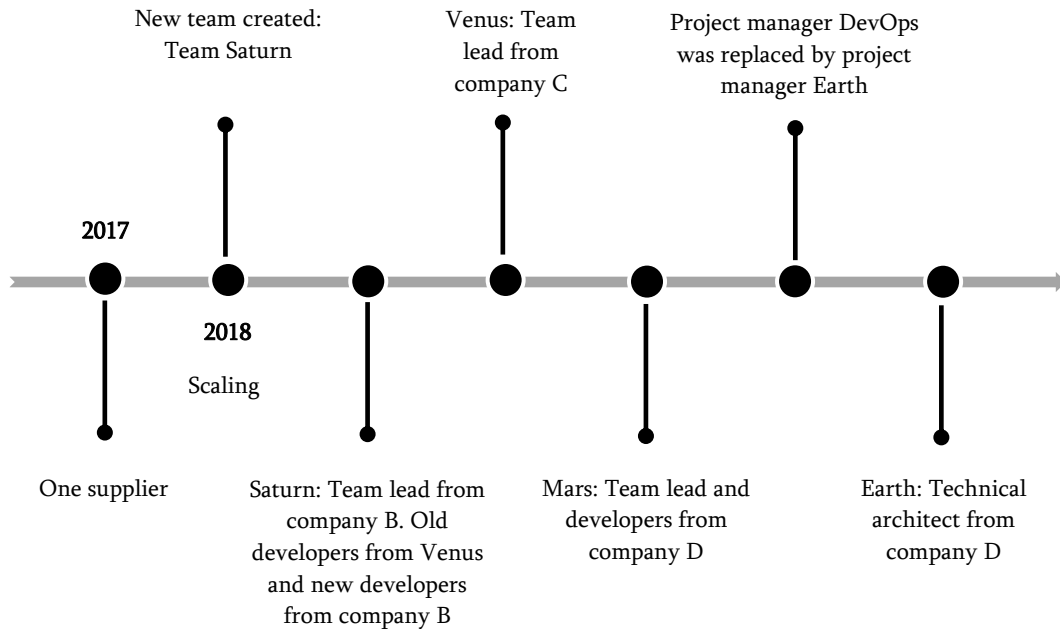 New team created:
Team Saturn
Venus: Team
lead from
company C
Project manager DevOps
was replaced by project
manager Earth
2017
2018
Scaling
One supplier
Saturn: Team lead from
company B. Old
developers from Venus
and new developers
from company B
Mars: Team lead and
developers from
company D
Earth: Technical
architect from
company D